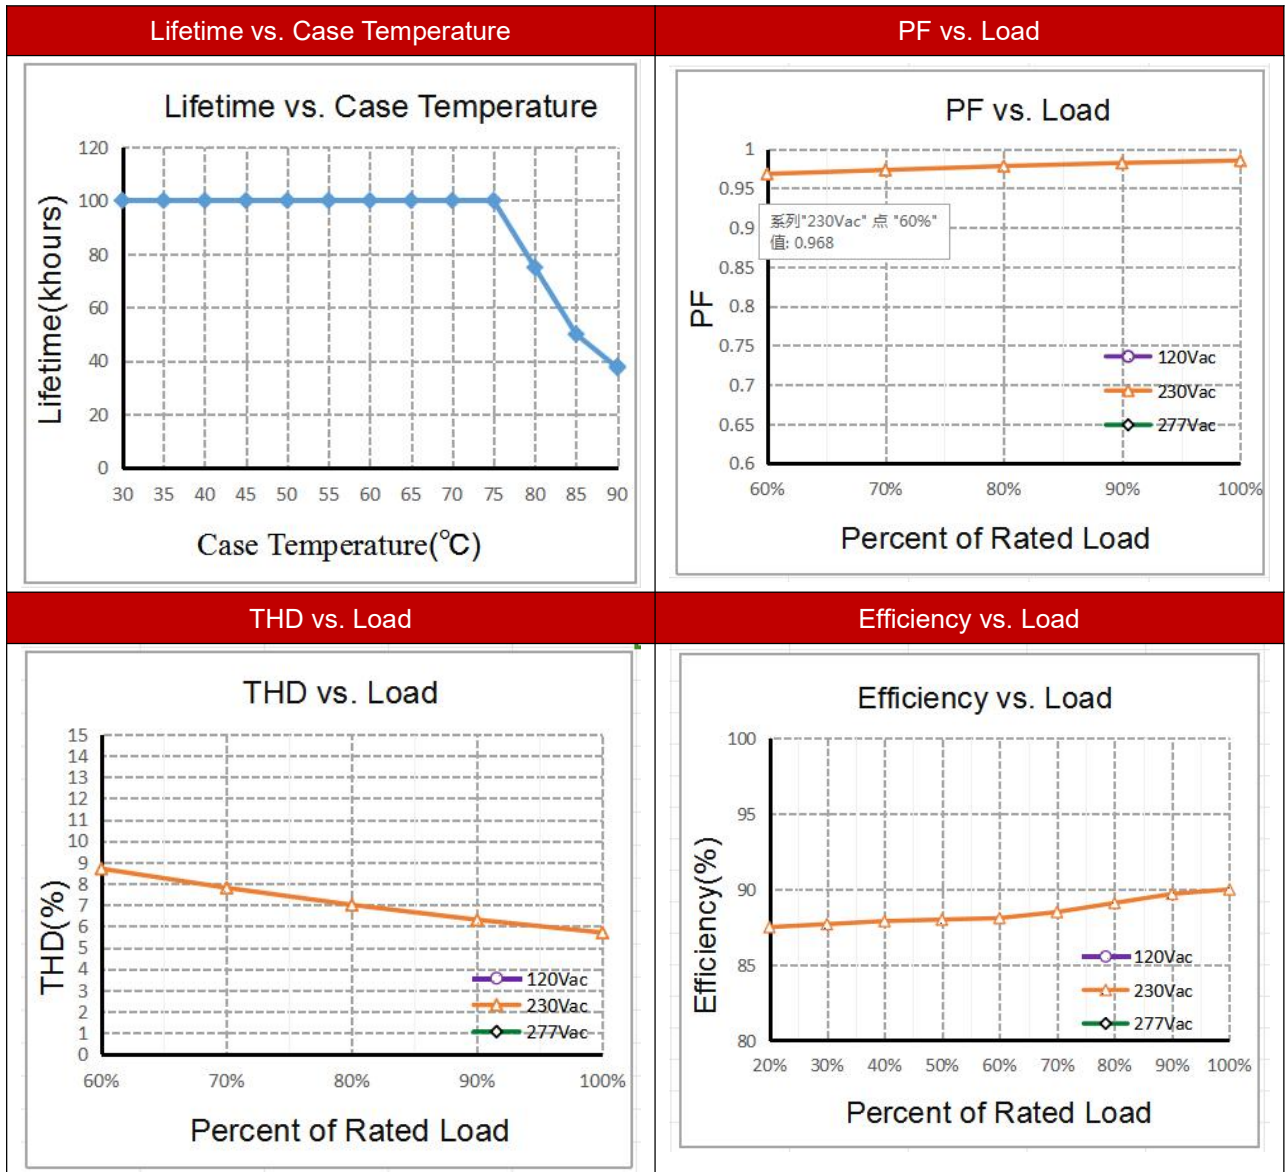 Lifetime vs. Case Temperature
PF vs. Load
Lifetime vs. Case Temperature
120
100
80
60
40
20
0
Lifetime(khours)
30 35 40 45 50 55 60 65 70 75 80 85 90
Case Temperature(℃)
PF vs. Load
1
0.95
0.9
0.85
0.8
0.75
0.7
0.65
0.6
PF
系列"230Vac" 点 "60%"
值: 0.968
120Vac
230Vac
277Vac
60% 70% 80% 90% 100%
Percent of Rated Load
THD vs. Load
Efficiency vs. Load
THD vs. Load
15
14
13
12
11
10
9
8
7
6
5
4
3
2
1
0
THD(%)
120Vac
230Vac
277Vac
60% 70% 80% 90% 100%
Percent of Rated Load
Efficiency vs. Load
100
95
90
85
80
Efficiency(%)
120Vac
230Vac
277Vac
20% 30% 40% 50% 60% 70% 80% 90% 100%
Percent of Rated Load